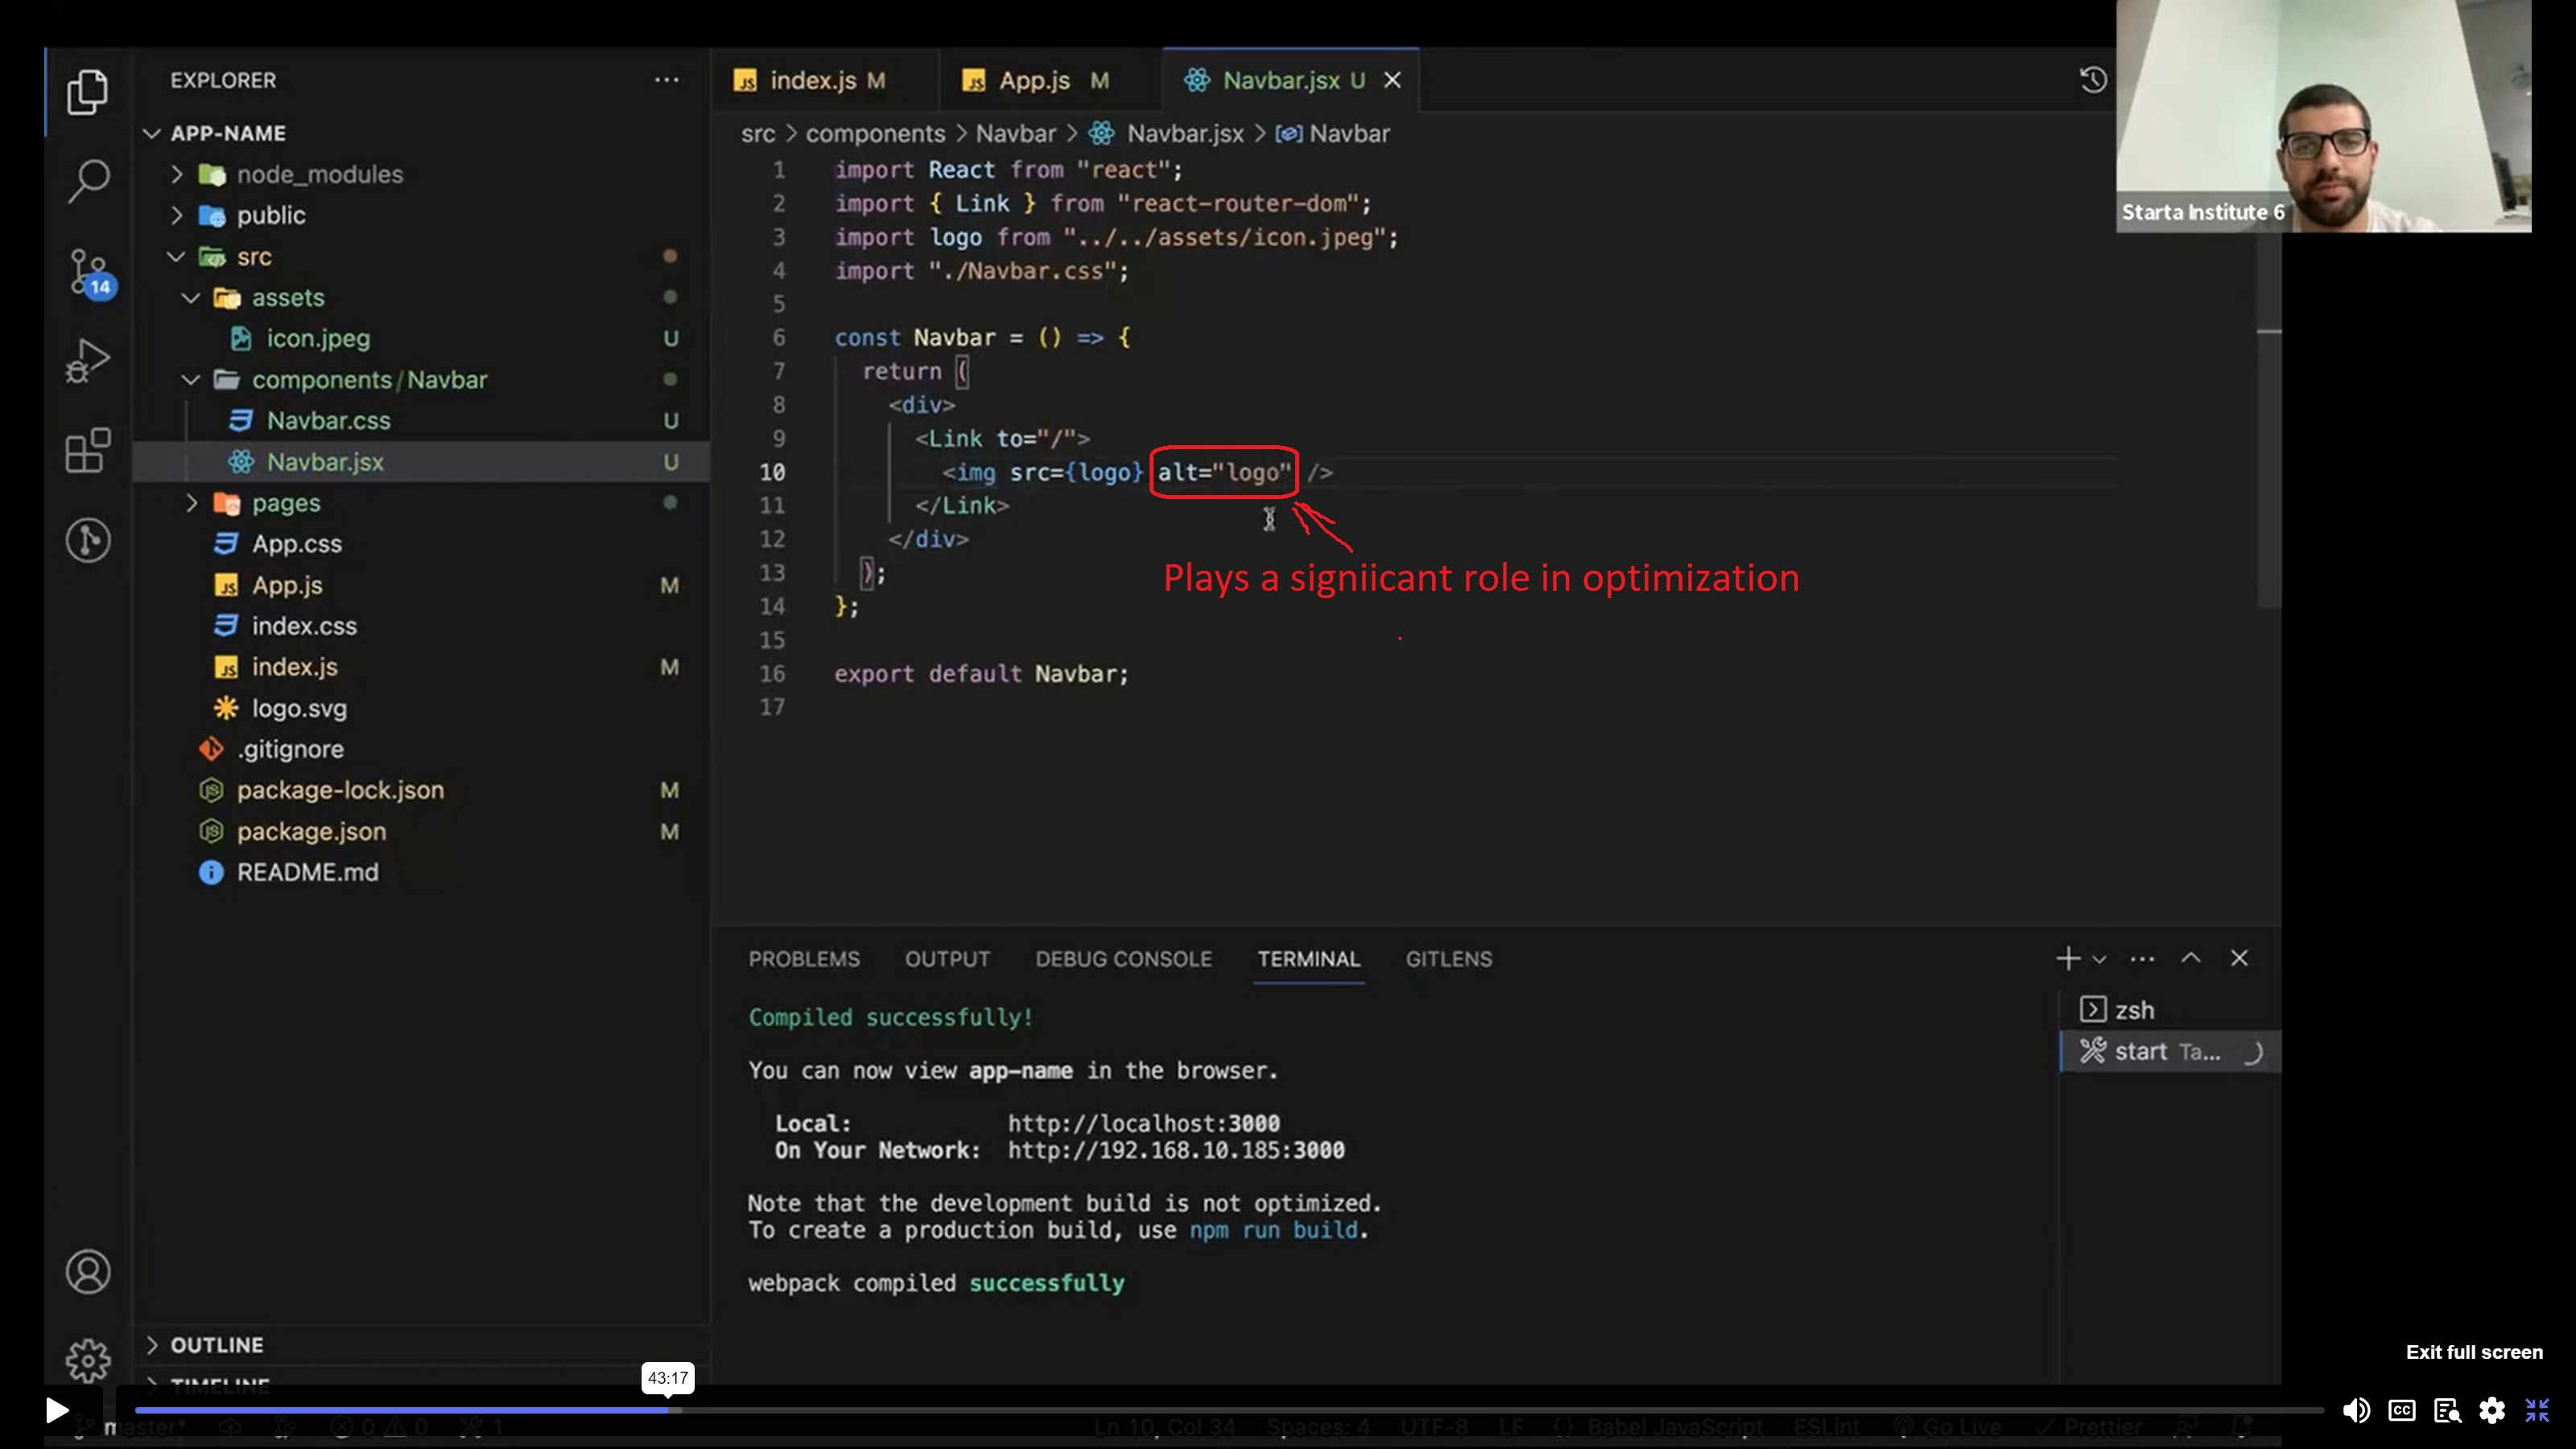 EXPLORER
APP-NAME
node_modules
public
src
assets
icon.jpeg U
components/Navbar
Navbar.css U
Navbar.jsx U
pages
App.css
App.js M
index.css
index.js M
logo.svg
.gitignore
package-lock.json M
package.json M
README.md
OUTLINE
TIMELINE
14
index.js M App.js M Navbar.jsx U
src > components > Navbar > Navbar.jsx > Navbar
1 import React from "react";
2 import { Link } from "react-router-dom";
3 import logo from "../../assets/icon.jpeg";
4 import "./Navbar.css";
5
6 const Navbar = () => {
7 return (
8 <div>
9 <Link to="/">
10 <img src={logo} alt="logo" />
11 </Link>
12 </div>
13 );
14 };
15
16 export default Navbar;
17
Plays a signiicant role in optimization
Starta Institute 6
PROBLEMS OUTPUT DEBUG CONSOLE TERMINAL GITLENS
Compiled successfully!
You can now view app-name in the browser.
Local: http://localhost:3000
On Your Network: http://192.168.10.185:3000
Note that the development build is not optimized.
To create a production build, use npm run build.
webpack compiled successfully
zsh
start Ta...
Exit full screen
43:17
master* 0 0 1 Ln 10, Col 34 Spaces: 4 UTF-8 LF {} Babel JavaScript ESLint Go Live Prettier
CC